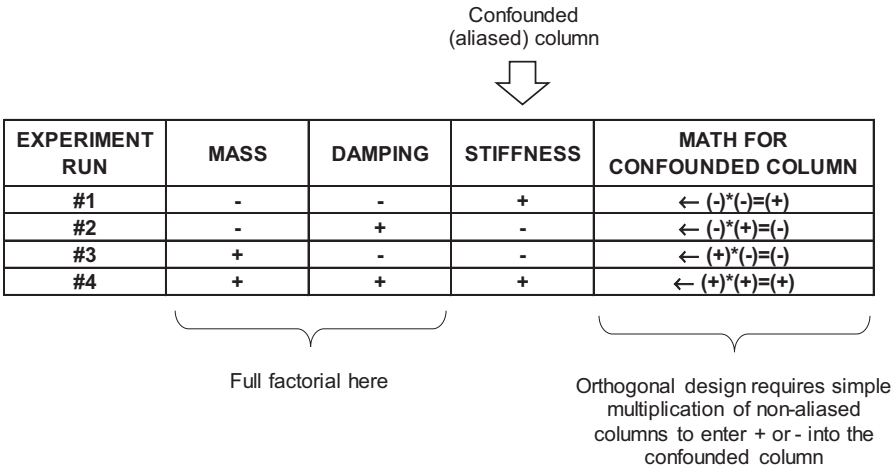 Confounded
(aliased) column
EXPERIMENT RUN MASS DAMPING STIFFNESS MATH FOR CONFOUNDED COLUMN
#1 - - + ← (-)*(-)=(+)
#2 - + - ← (-)*(+)=(-)
#3 + - - ← (+)*(-)=(-)
#4 + + + ← (+)*(+)=(+)
Full factorial here
Orthogonal design requires simple
multiplication of non-aliased
columns to enter + or - into the
confounded column